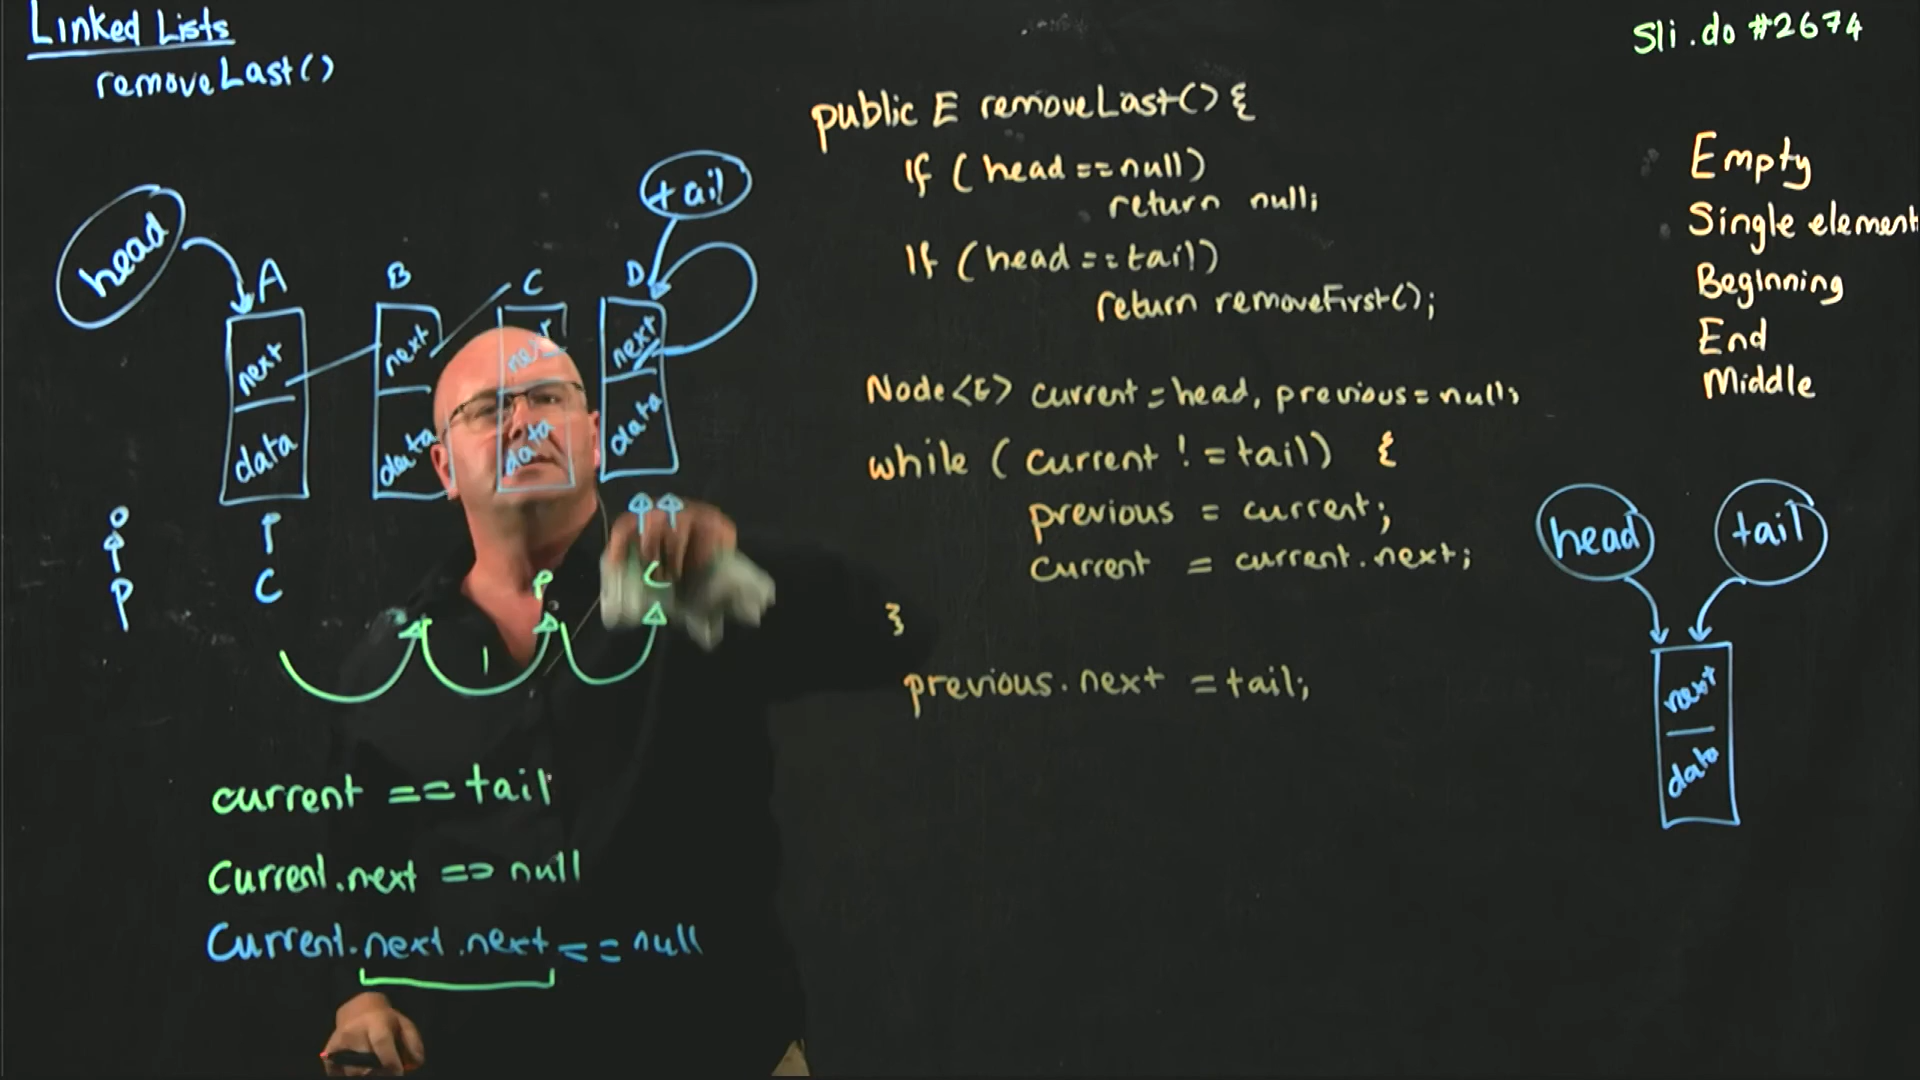 Linked Lists
removeLast()
Sli.do #2674
public E removeLast() {
If (head == null)
return null;
If (head == tail)
return removeFirst();
Node<E> current = head, previous = null;
while (current != tail) {
previous = current;
current = current.next;
}
previous.next = tail;
Empty
Single element
Beginning
End
Middle
head
tail
A
B
C
D
next
next
next
next
data
data
data
data
P
P
C
P
C
current == tail
Current.next => null
Current.next.next == null
head
tail
next
data